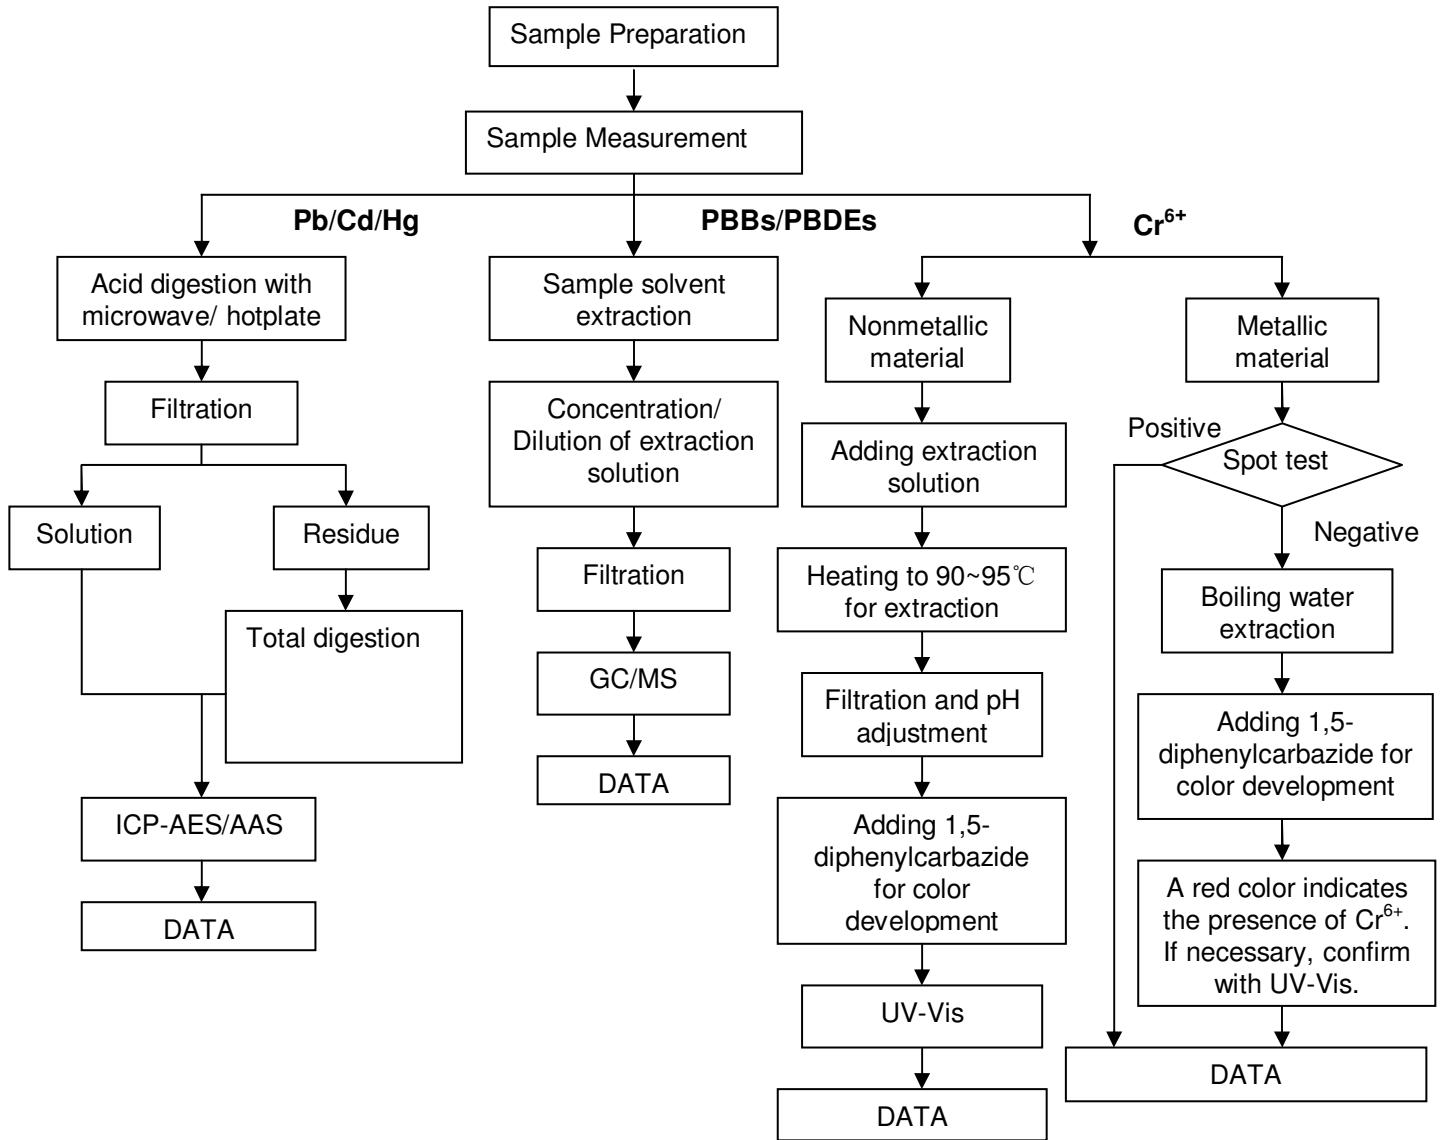 Sample Preparation
Sample Measurement
Pb/Cd/Hg
PBBs/PBDEs
Cr⁶⁺
Acid digestion with
microwave/ hotplate
Filtration
Solution
Residue
Total digestion
ICP-AES/AAS
DATA
Sample solvent
extraction
Concentration/
Dilution of extraction
solution
Filtration
GC/MS
DATA
Nonmetallic
material
Adding extraction
solution
Heating to 90~95℃
for extraction
Filtration and pH
adjustment
Adding 1,5-
diphenylcarbazide
for color
development
UV-Vis
DATA
Metallic
material
Positive
Spot test
Negative
Boiling water
extraction
Adding 1,5-
diphenylcarbazide for
color development
A red color indicates
the presence of Cr⁶⁺.
If necessary, confirm
with UV-Vis.
DATA